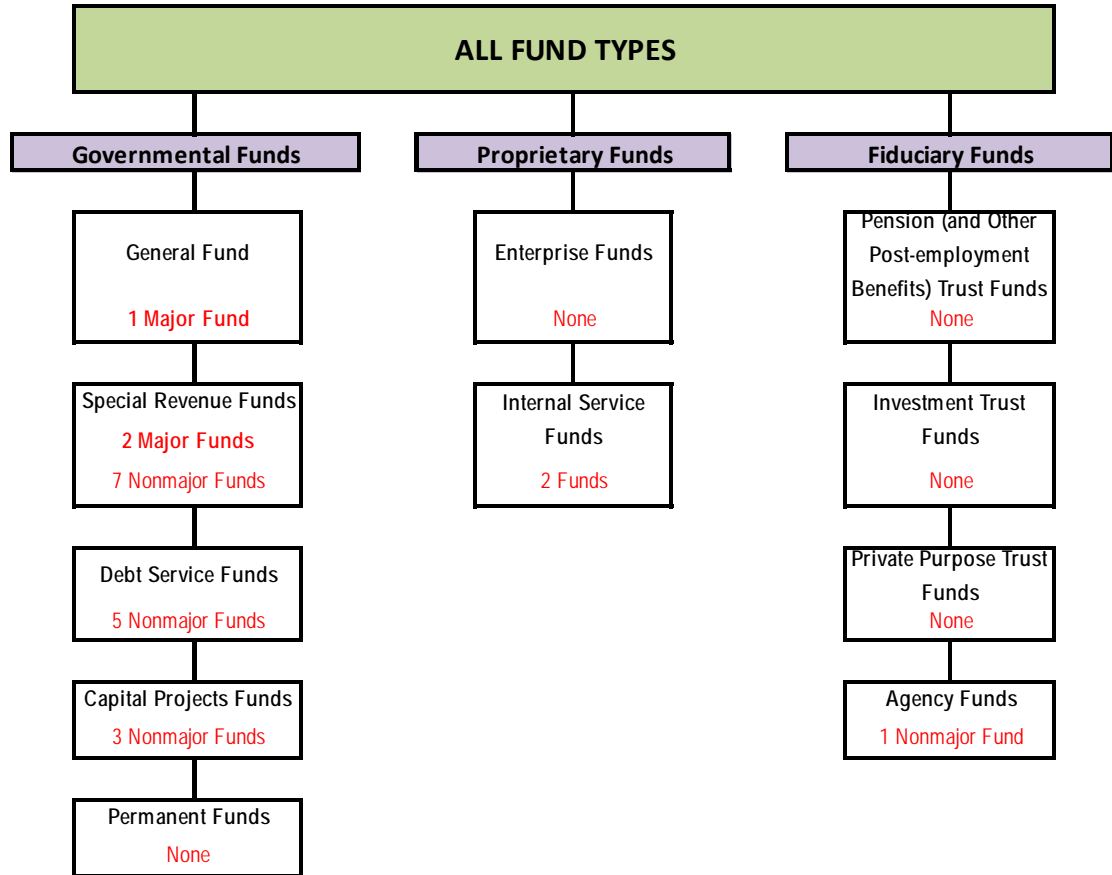 ALL FUND TYPES
Governmental Funds
General Fund
1 Major Fund
Special Revenue Funds
2 Major Funds
7 Nonmajor Funds
Debt Service Funds
5 Nonmajor Funds
Capital Projects Funds
3 Nonmajor Funds
Permanent Funds
None
Proprietary Funds
Enterprise Funds
None
Internal Service
Funds
2 Funds
Fiduciary Funds
Pension (and Other
Post-employment
Benefits) Trust Funds
None
Investment Trust
Funds
None
Private Purpose Trust
Funds
None
Agency Funds
1 Nonmajor Fund